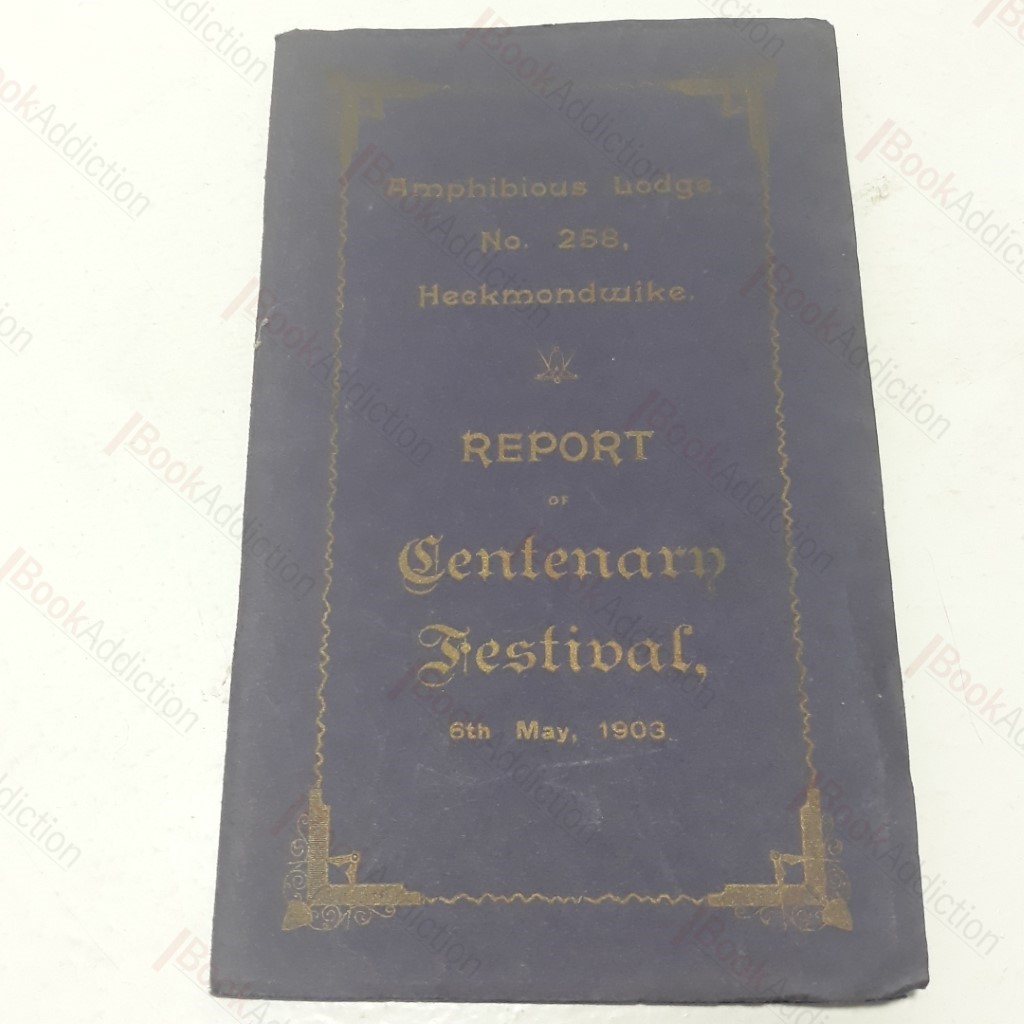 Amphibious Lodge,
No. 258,
Heckmondwike.
REPORT
OF
Centenary
Festival,
6th May, 1903.